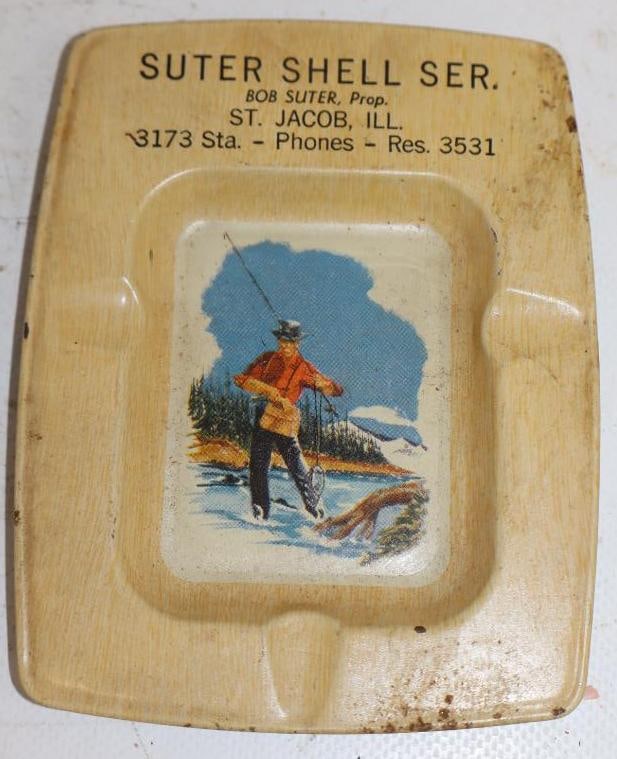 SUTER SHELL SER.
BOB SUTER, Prop.
ST. JACOB, ILL.
3173 Sta. - Phones - Res. 3531